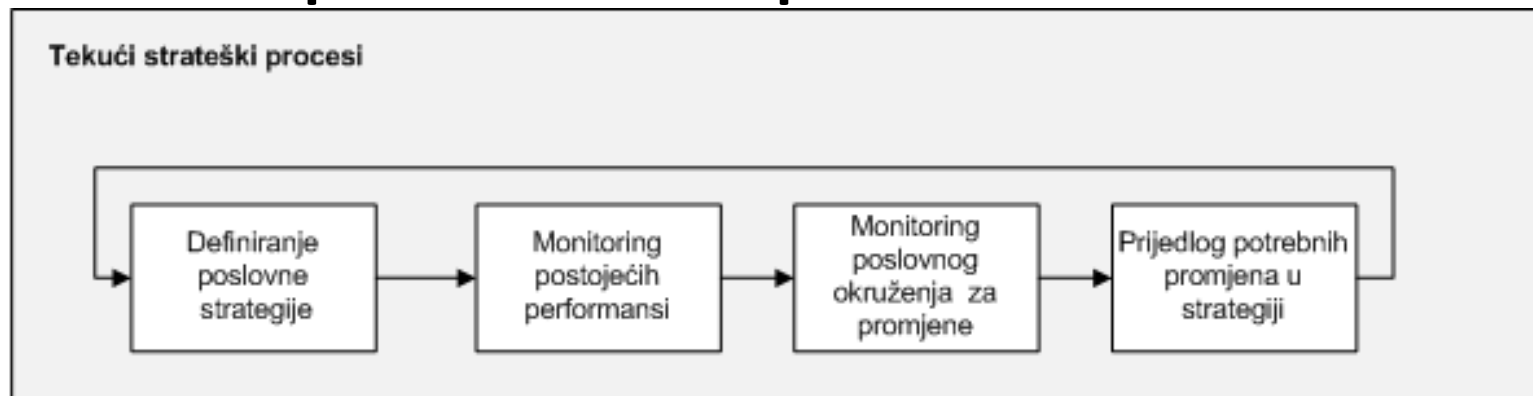 Tekući strateški procesi
Definiranje
poslovne
strategije
Monitoring
postojećih
performansi
Monitoring
poslovnog
okruženja za
promjene
Prijedlog potrebnih
promjena u
strategiji